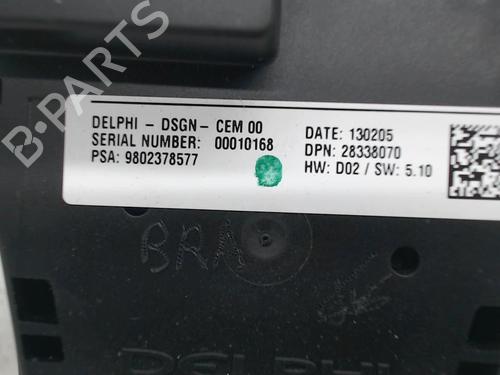 DELPHI - DSGN - CEM 00
SERIAL NUMBER: 00010168
PSA: 9802378577
DATE: 130205
DPN: 28338070
HW: D02 / SW: 5.10
BRA
DELPHI
B-PARTS